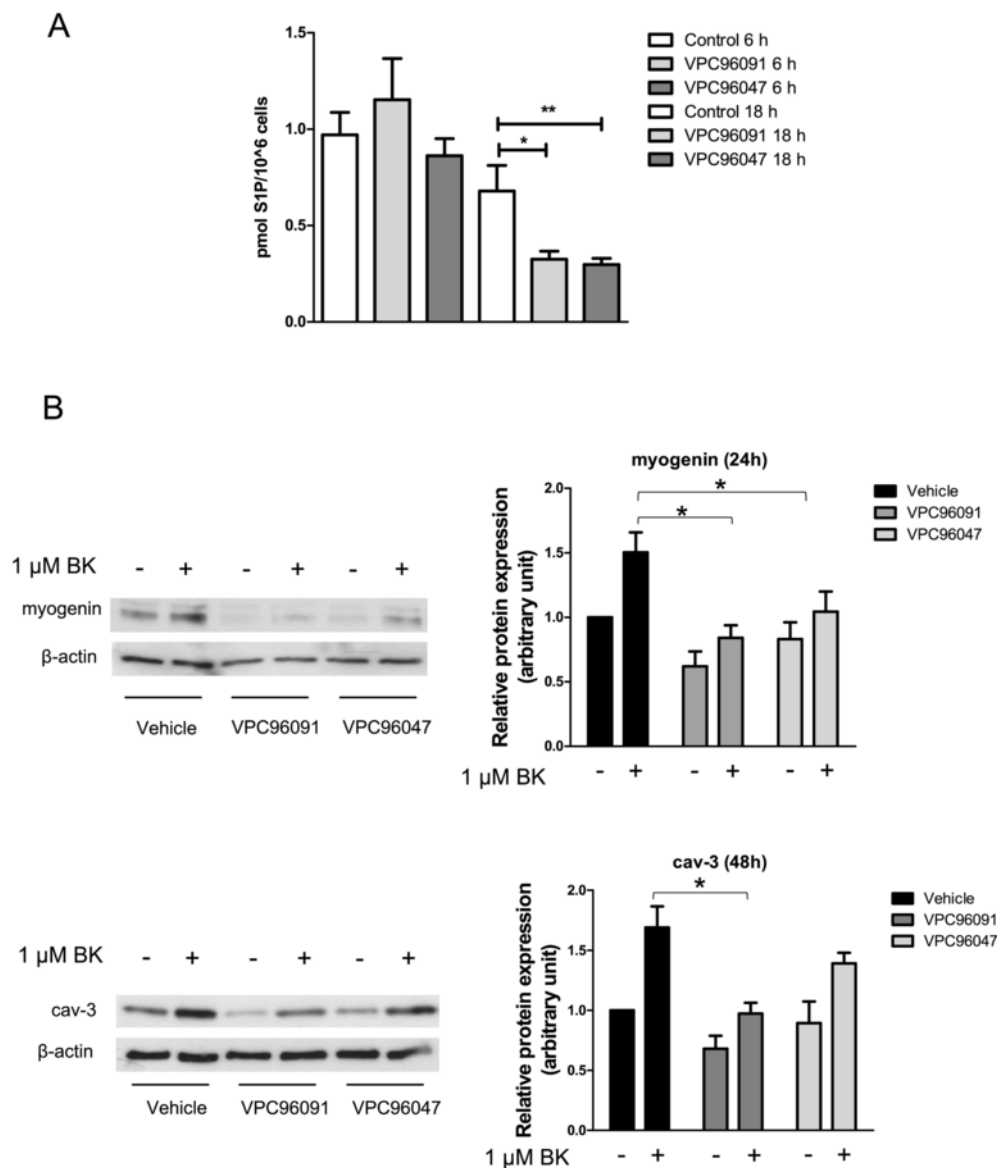 A
pmol S1P/10^6 cells
1.5
1.0
0.5
0.0
*
**
Control 6 h
VPC96091 6 h
VPC96047 6 h
Control 18 h
VPC96091 18 h
VPC96047 18 h
B
1 µM BK - + - + - +
myogenin
β-actin
Vehicle VPC96091 VPC96047
myogenin (24h)
Relative protein expression
(arbitrary unit)
2.0
1.5
1.0
0.5
0.0
*
*
Vehicle
VPC96091
VPC96047
1 µM BK - + - + - +
1 µM BK - + - + - +
cav-3
β-actin
Vehicle VPC96091 VPC96047
cav-3 (48h)
Relative protein expression
(arbitrary unit)
2.0
1.5
1.0
0.5
0.0
*
Vehicle
VPC96091
VPC96047
1 µM BK - + - + - +